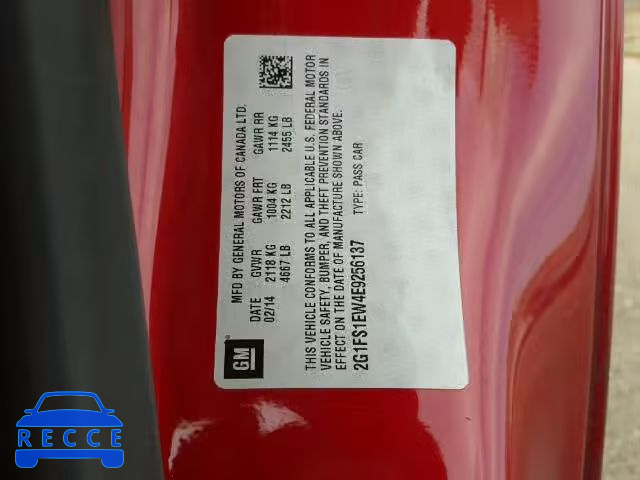 GM
MFD BY GENERAL MOTORS OF CANADA LTD.
DATE GVWR GAWR FRT GAWR RR
02/14 2118 KG 1004 KG 1114 KG
4667 LB 2212 LB 2455 LB
THIS VEHICLE CONFORMS TO ALL APPLICABLE U.S. FEDERAL MOTOR
VEHICLE SAFETY, BUMPER, AND THEFT PREVENTION STANDARDS IN
EFFECT ON THE DATE OF MANUFACTURE SHOWN ABOVE.
2G1FS1EW4E9256137 TYPE: PASS CAR
RECCE